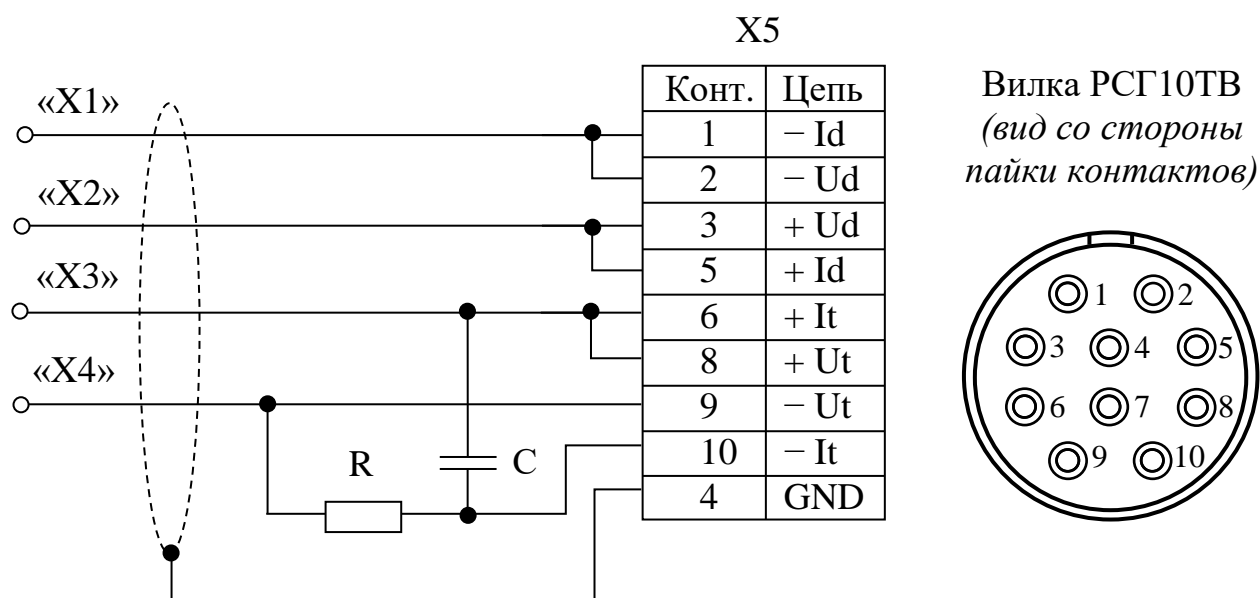 X5
Конт. Цепь
1 − Id
2 − Ud
3 + Ud
5 + Id
6 + It
8 + Ut
9 − Ut
10 − It
4 GND
«X1»
«X2»
«X3»
«X4»
R
C
Вилка РСГ10ТВ
(вид со стороны
пайки контактов)
1 2
3 4 5
6 7 8
9 10